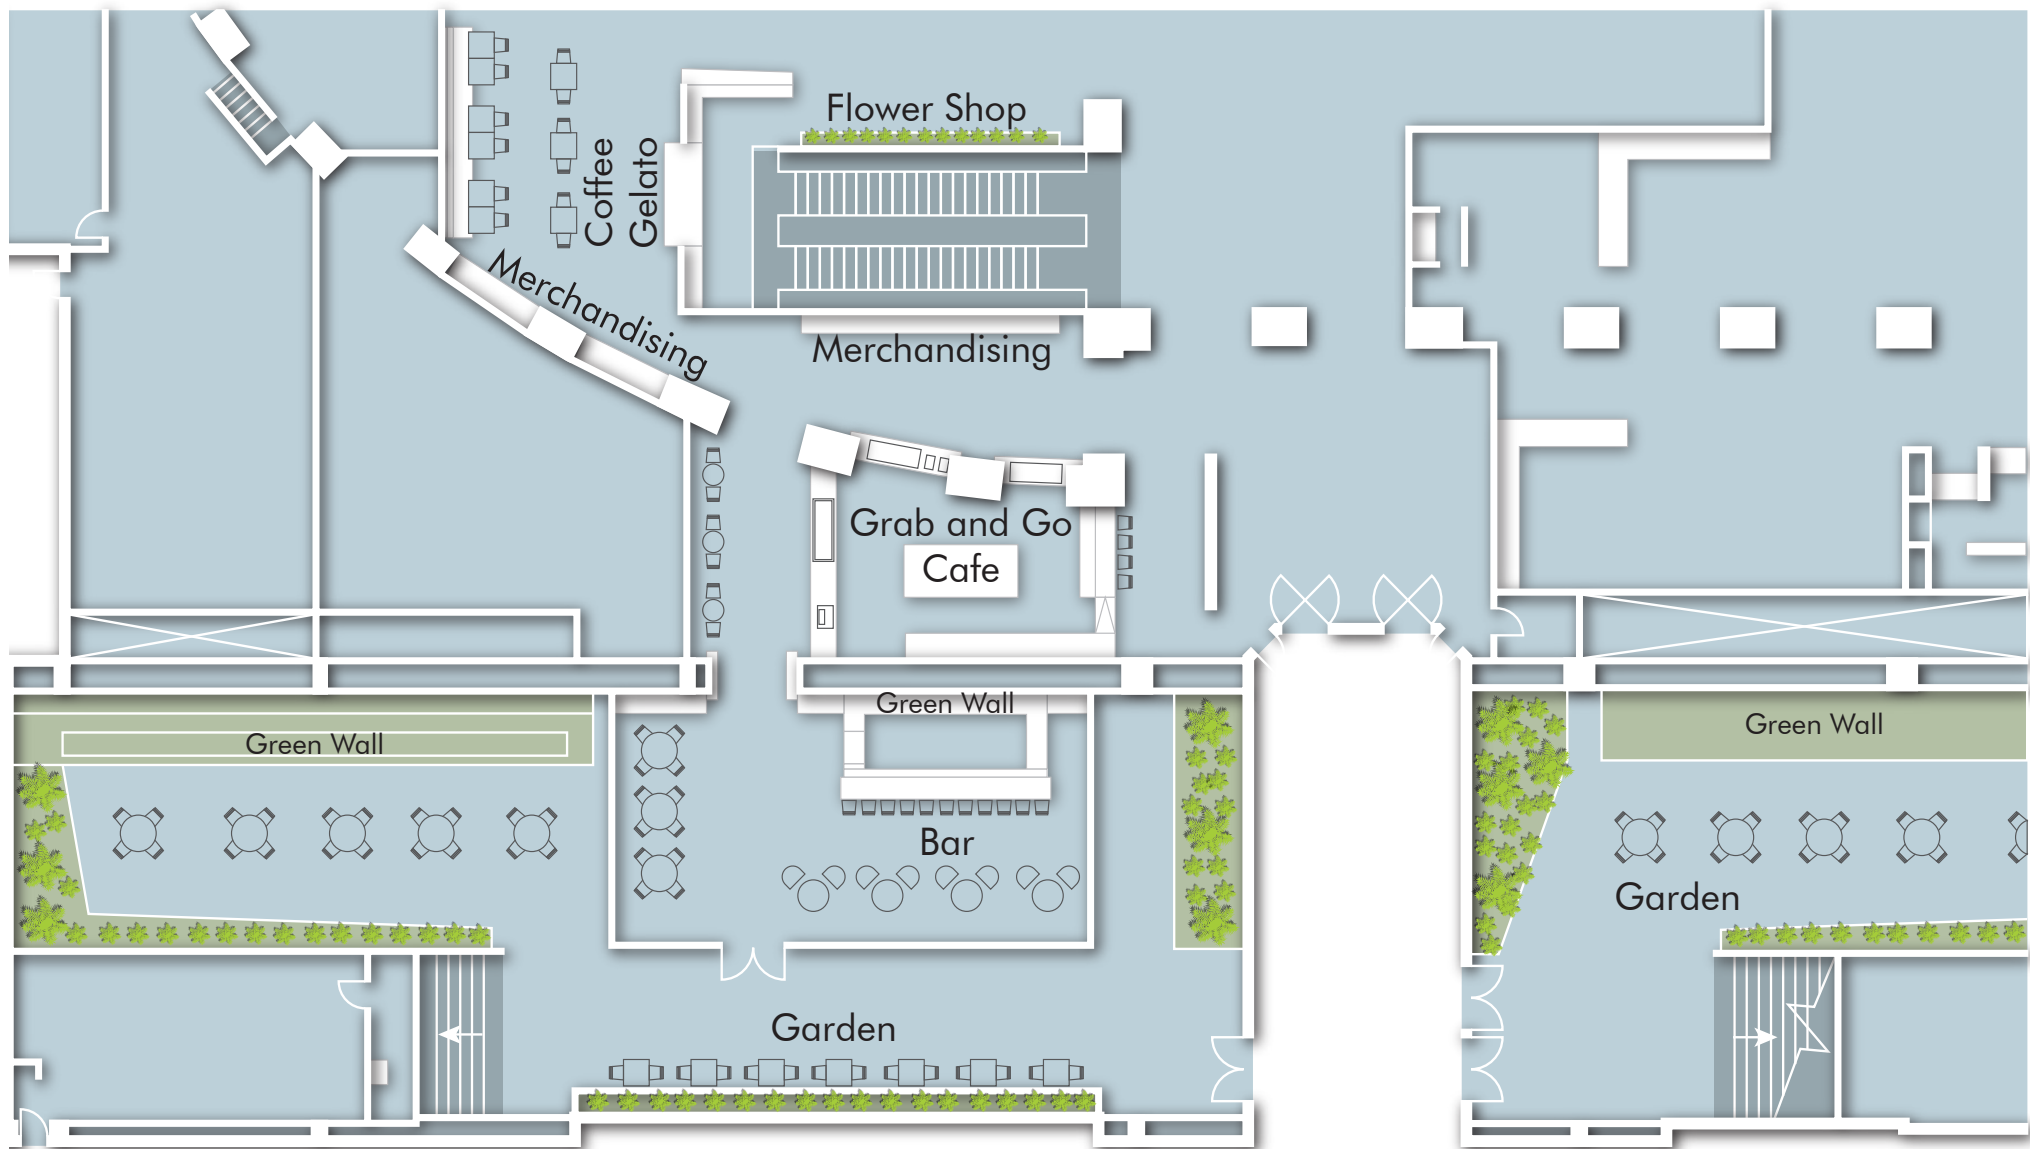 Flower Shop
Coffee
Gelato
Merchandising
Merchandising
Grab and Go
Cafe
Green Wall
Green Wall
Green Wall
Bar
Garden
Garden